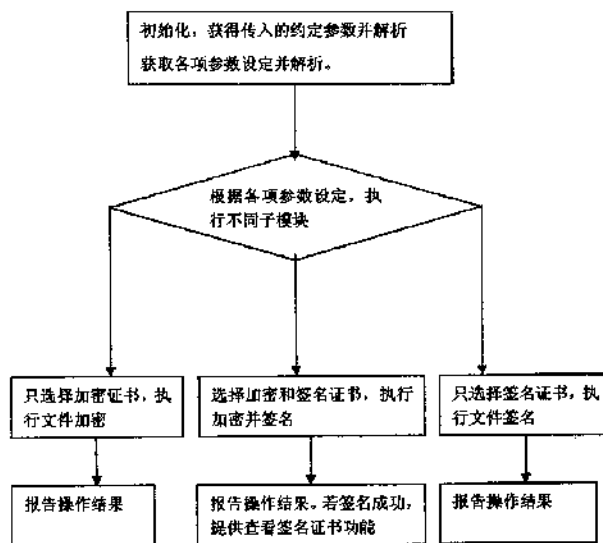 初始化，获得传入的约定参数并解析
获取各项参数设定并解析。
根据各项参数设定，执
行不同子模块
只选择加密证书，执
行文件加密
选择加密和签名证书，执行
加密并签名
只选择签名证书，执
行文件签名
报告操作结果
报告操作结果。若签名成功，
提供查看签名证书功能
报告操作结果